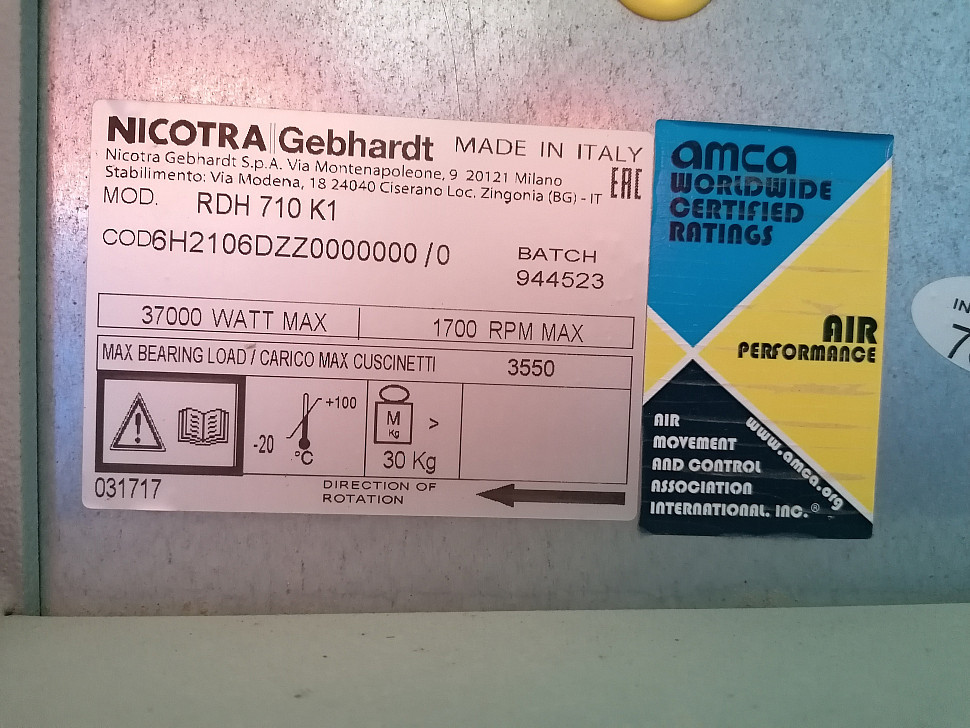 NICOTRA Gebhardt MADE IN ITALY
Nicotra Gebhardt S.p.A. Via Montenapoleone, 9 20121 Milano
Stabilimento: Via Modena, 18 24040 Ciserano Loc. Zingonia (BG) - IT
EAC
MOD. RDH 710 K1
COD6H2106DZZ0000000/0
BATCH
944523
37000 WATT MAX
1700 RPM MAX
MAX BEARING LOAD / CARICO MAX CUSCINETTI 3550
-20 +100
°C
M
kg
>
30 Kg
031717
DIRECTION OF
ROTATION
amca
WORLDWIDE
CERTIFIED
RATINGS
AIR
PERFORMANCE
AIR
MOVEMENT
AND CONTROL
ASSOCIATION
INTERNATIONAL, INC.®
www.amca.org
IN